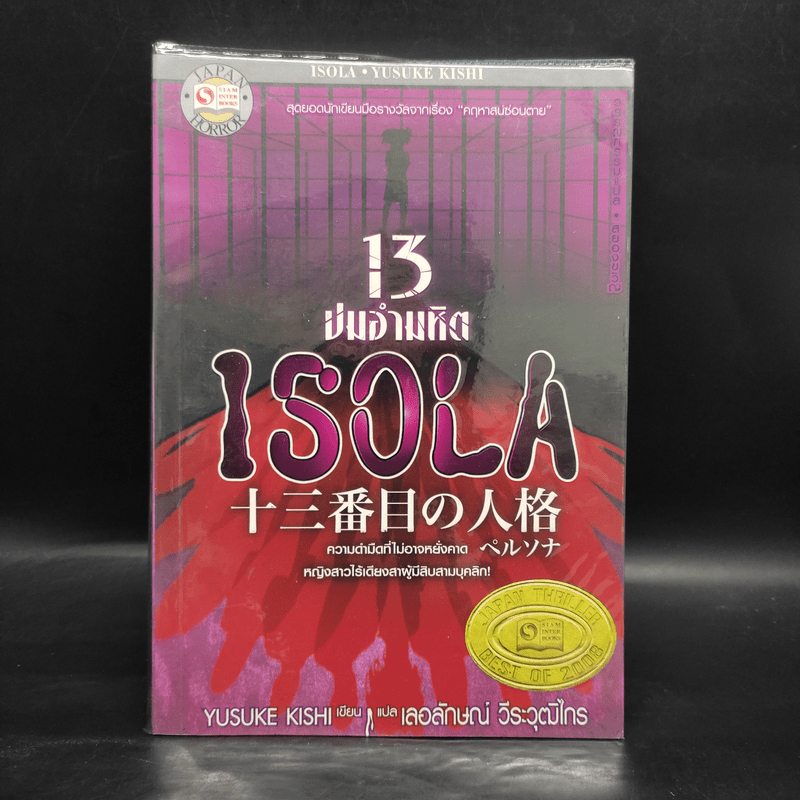 ISOLA • YUSUKE KISHI
JAPAN
SIAM
INTER
BOOKS
HORROR
สุดยอดนักเขียนมือรางวัลจากเรื่อง "คฤหาสน์ซ่อนตาย"
13
ปมอำมหิต
ISOLA
十三番目の人格
ペルソナ
ความดำมืดที่ไม่อาจหยั่งคาด
หญิงสาวไร้เดียงสาผู้มีสิบสามบุคลิก!
JAPAN THRILLER
SIAM
INTER
BOOKS
BEST OF 2008
YUSUKE KISHI เขียน แปล เลอลักษณ์ วีระวุฒิไกร